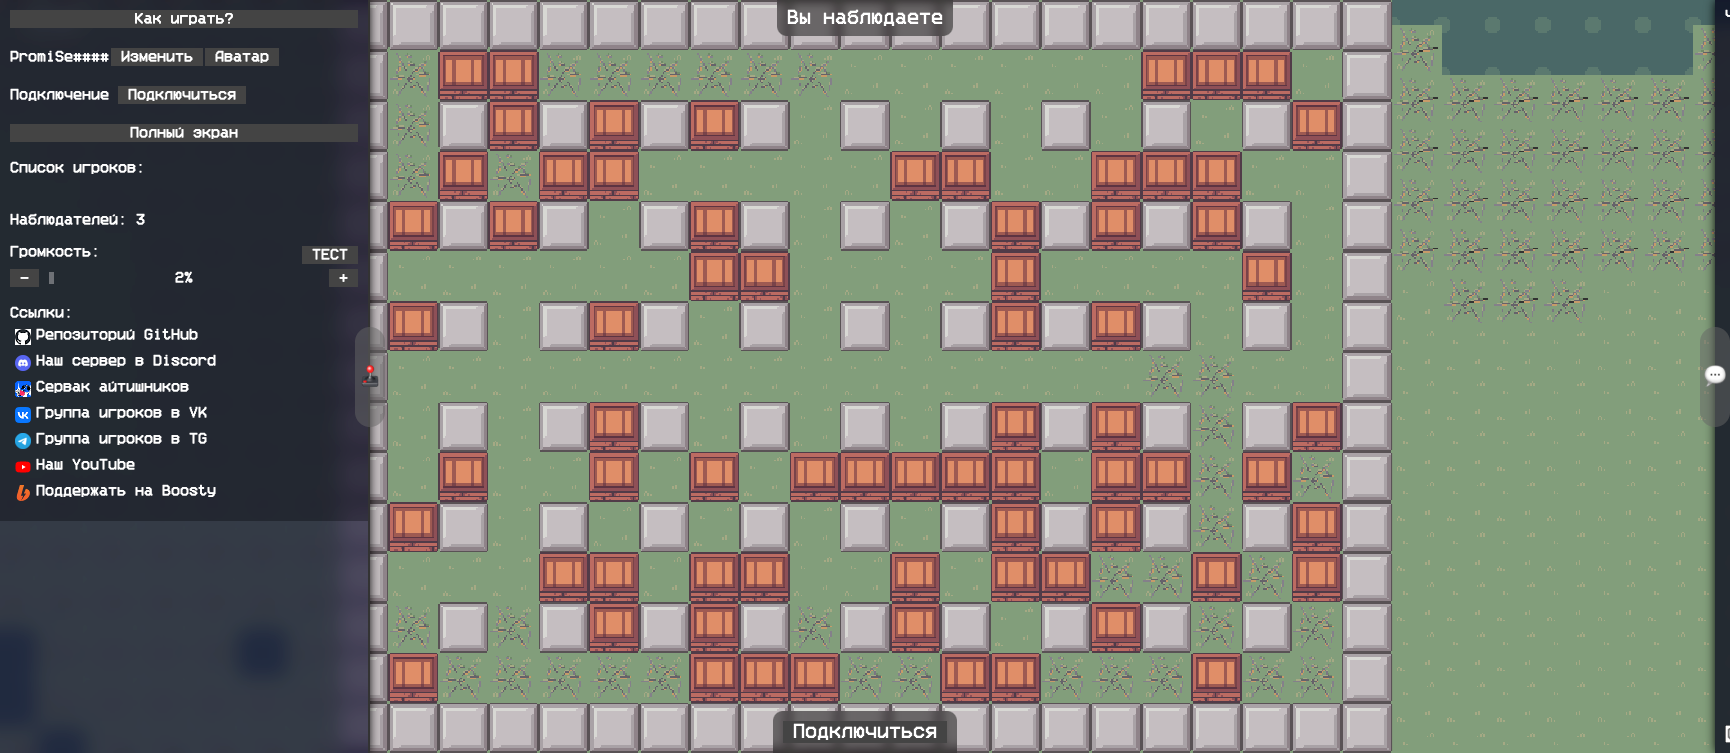 Как играть?
Вы наблюдаете
PromiSe#### Изменить Аватар
Подключение Подключиться
Полный экран
Список игроков:
Наблюдателей: 3
Громкость: ТЕСТ
- 2% +
Ссылки:
Репозиторий GitHub
Наш сервер в Discord
Сервак айтишников
Группа игроков в VK
Группа игроков в TG
Наш YouTube
Поддержать на Boosty
Подключиться